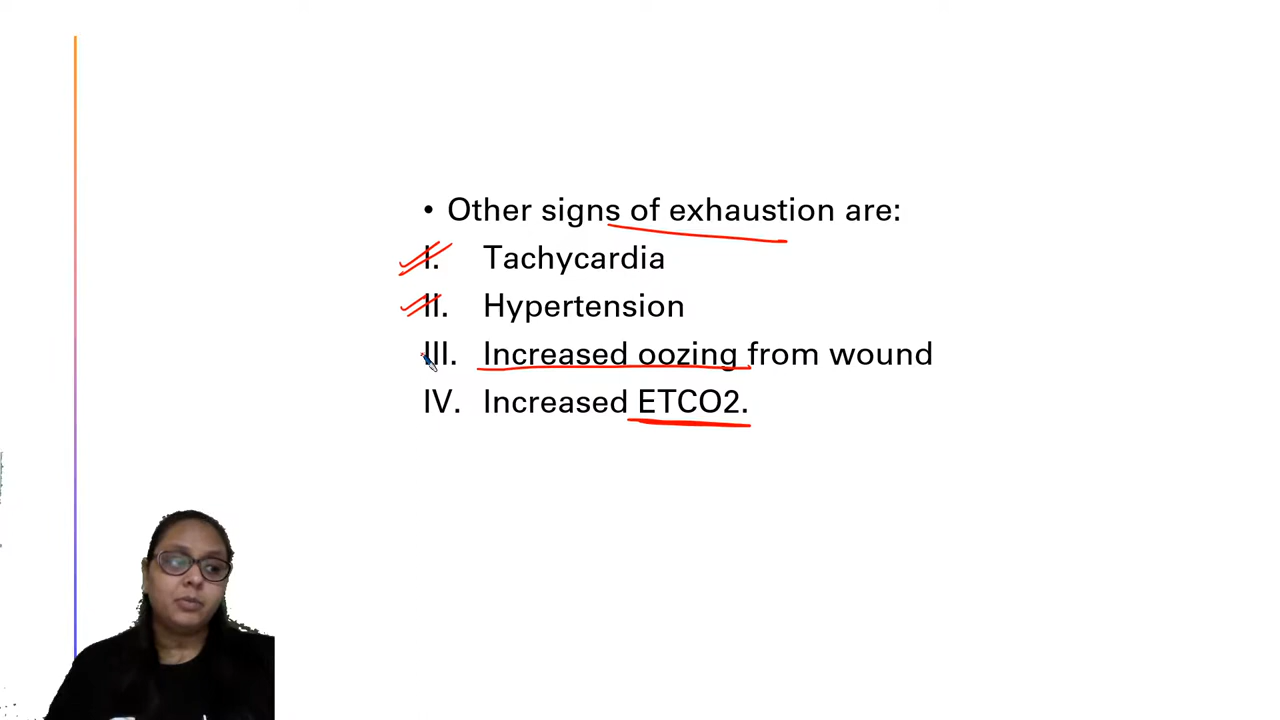 • Other signs of exhaustion are:
I. Tachycardia
II. Hypertension
III. Increased oozing from wound
IV. Increased ETCO2.